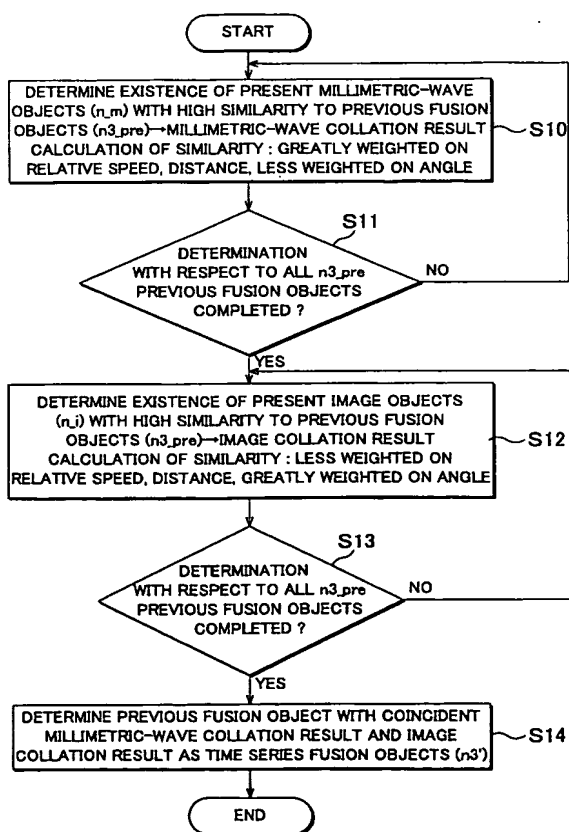 START
DETERMINE EXISTENCE OF PRESENT MILLIMETRIC-WAVE
OBJECTS (n_m) WITH HIGH SIMILARITY TO PREVIOUS FUSION
OBJECTS (n3_pre)→MILLIMETRIC-WAVE COLLATION RESULT
CALCULATION OF SIMILARITY : GREATLY WEIGHTED ON
RELATIVE SPEED, DISTANCE, LESS WEIGHTED ON ANGLE
S10
S11
DETERMINATION
WITH RESPECT TO ALL n3_pre
PREVIOUS FUSION OBJECTS
COMPLETED ?
NO
YES
DETERMINE EXISTENCE OF PRESENT IMAGE OBJECTS
(n_i) WITH HIGH SIMILARITY TO PREVIOUS FUSION
OBJECTS (n3_pre)→IMAGE COLLATION RESULT
CALCULATION OF SIMILARITY : LESS WEIGHTED ON
RELATIVE SPEED, DISTANCE, GREATLY WEIGHTED ON ANGLE
S12
S13
DETERMINATION
WITH RESPECT TO ALL n3_pre
PREVIOUS FUSION OBJECTS
COMPLETED ?
NO
YES
DETERMINE PREVIOUS FUSION OBJECT WITH COINCIDENT
MILLIMETRIC-WAVE COLLATION RESULT AND IMAGE
COLLATION RESULT AS TIME SERIES FUSION OBJECTS (n3')
S14
END